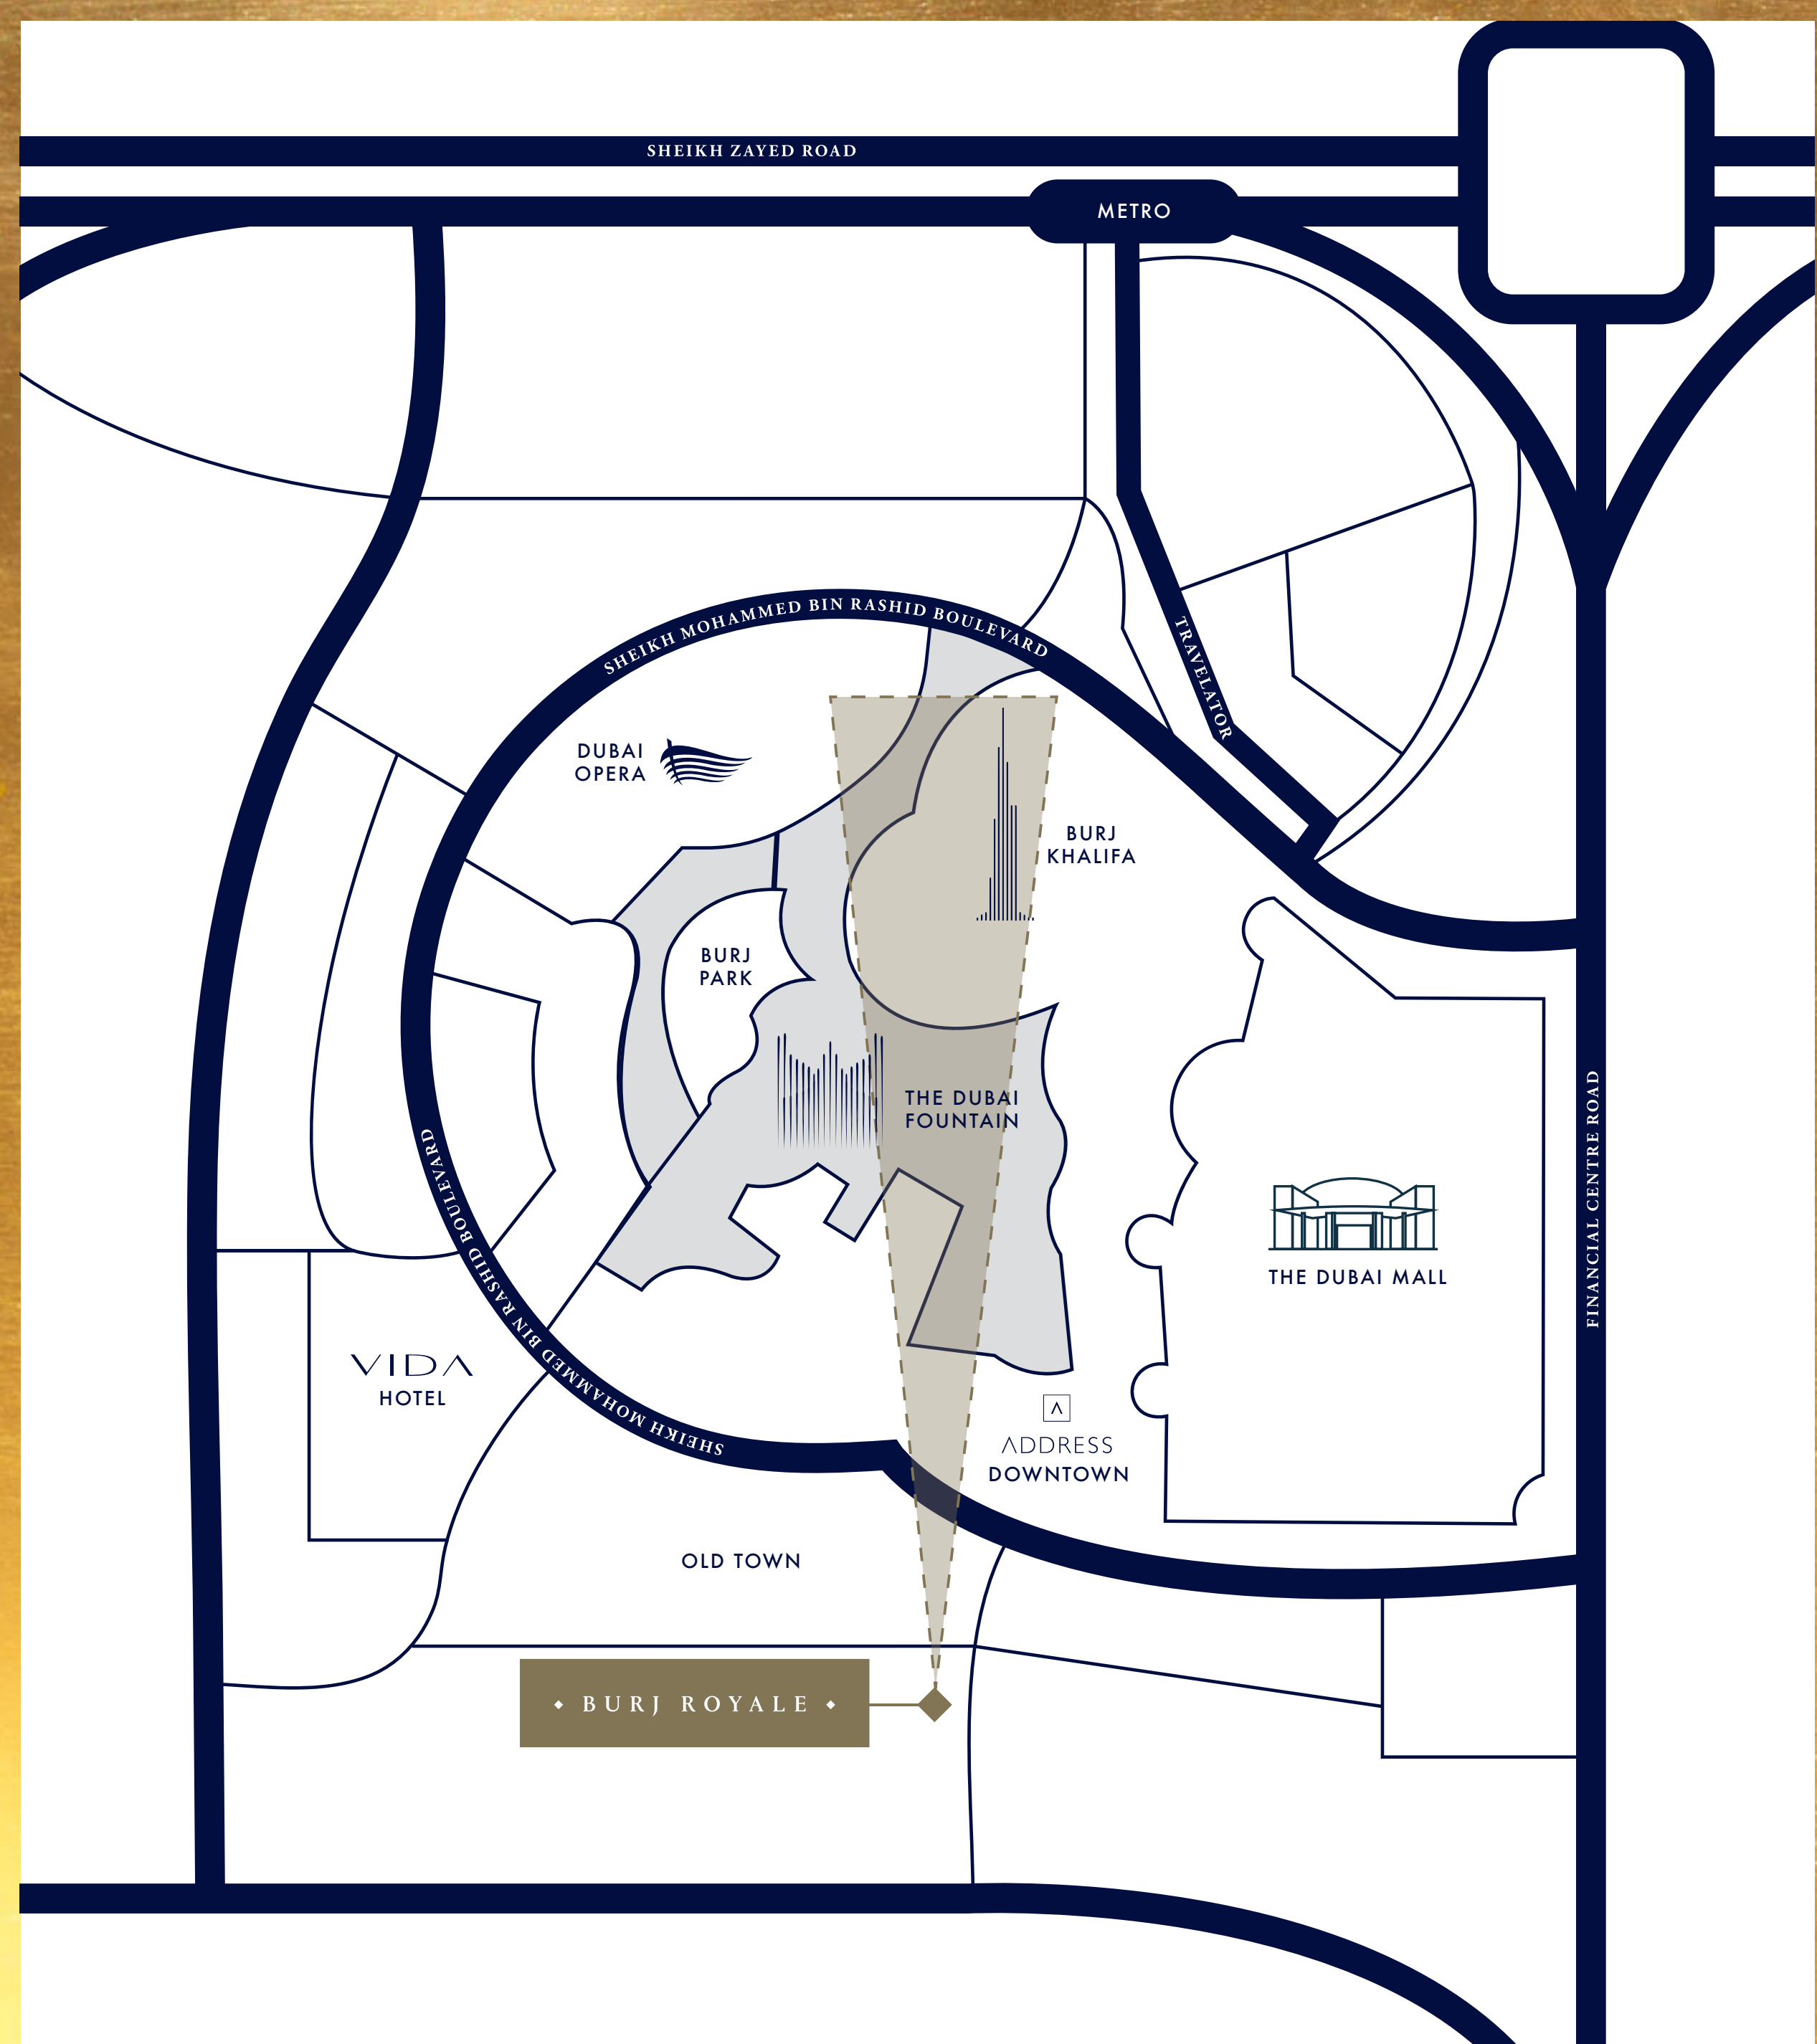 SHEIKH ZAYED ROAD
METRO
SHEIKH MOHAMMED BIN RASHID BOULEVARD
TRAVELATOR
DUBAI
OPERA
BURJ
KHALIFA
BURJ
PARK
THE DUBAI
FOUNTAIN
FINANCIAL CENTRE ROAD
SHEIKH MOHAMMED BIN RASHID BOULEVARD
THE DUBAI MALL
VIDA
HOTEL
ADDRESS
DOWNTOWN
OLD TOWN
BURJ ROYALE